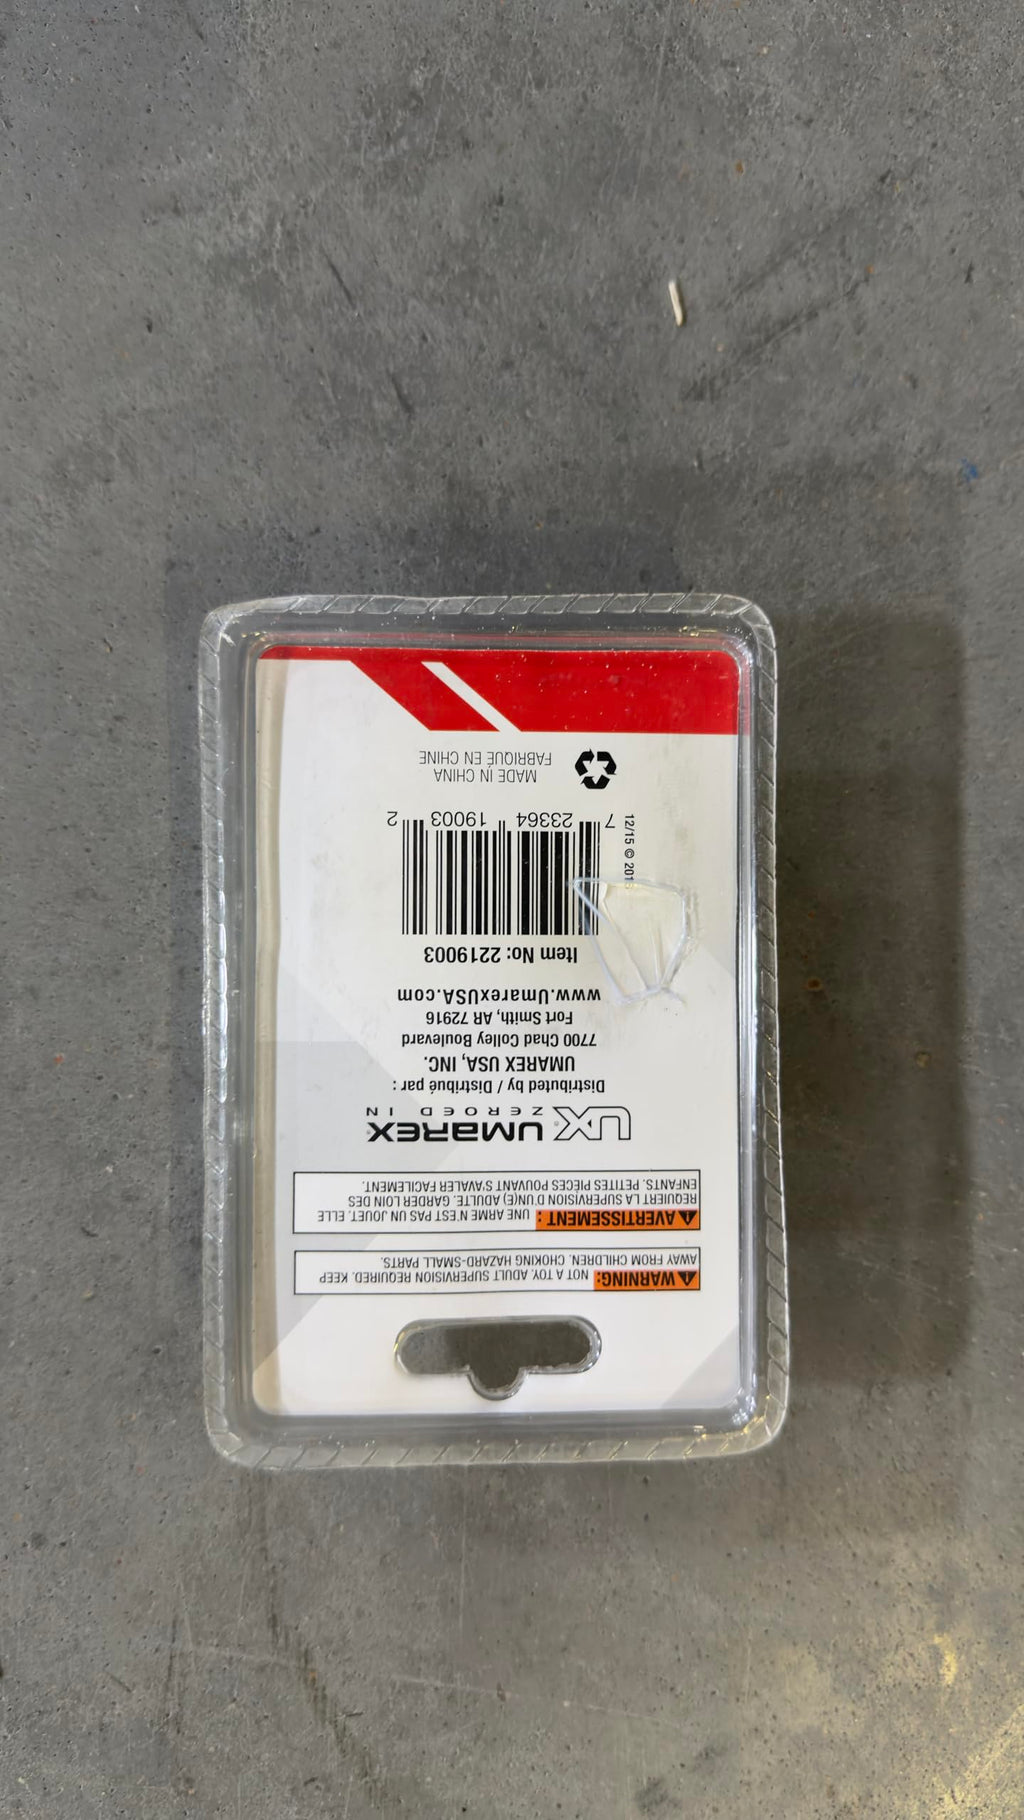 ⚠WARNING: NOT A TOY. ADULT SUPERVISION REQUIRED. KEEP
AWAY FROM CHILDREN. CHOKING HAZARD-SMALL PARTS.
⚠AVERTISSEMENT : UNE ARME N'EST PAS UN JOUET. ELLE
REQUIERT LA SUPERVISION D'UN(E) ADULTE. GARDER LOIN DES
ENFANTS. PETITES PIÈCES POUVANT S'AVALER FACILEMENT.
UX UMAREX
ZEROED IN
Distributed by / Distribué par :
UMAREX USA, INC.
7700 Chad Colley Boulevard
Fort Smith, AR 72916
www.UmarexUSA.com
Item No: 2219003
7 23364 19003 2
12/15 ©
MADE IN CHINA
FABRIQUÉ EN CHINE